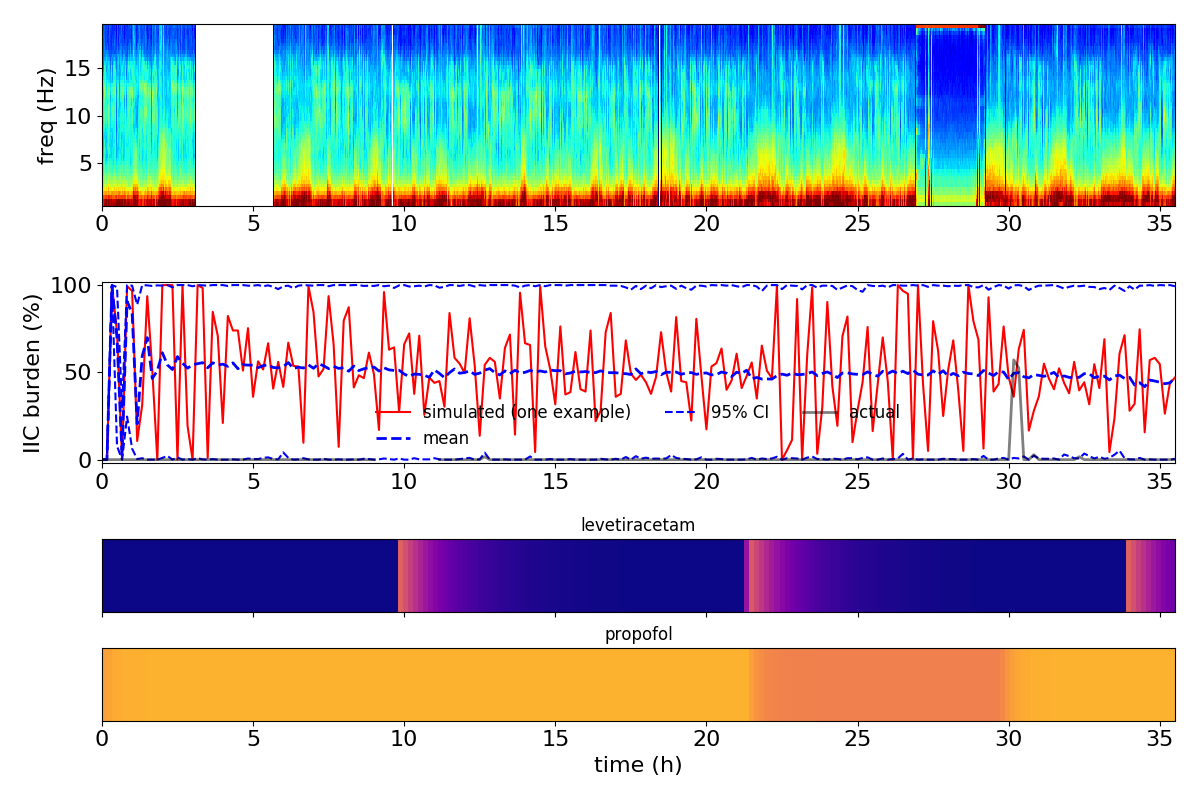 freq (Hz)
15
10
5
0 5 10 15 20 25 30 35
IIC burden (%)
100
50
0
simulated (one example) 95% CI actual
mean
0 5 10 15 20 25 30 35
levetiracetam
propofol
0 5 10 15 20 25 30 35
time (h)